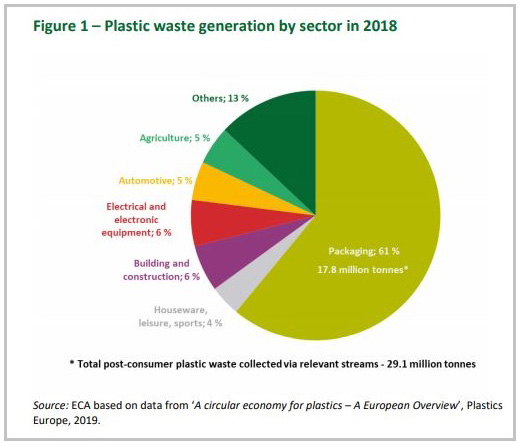 Figure 1 – Plastic waste generation by sector in 2018
Others; 13 %
Agriculture; 5 %
Automotive; 5 %
Electrical and
electronic
equipment; 6 %
Building and
construction; 6 %
Houseware,
leisure, sports; 4 %
Packaging; 61 %
17.8 million tonnes*
* Total post-consumer plastic waste collected via relevant streams - 29.1 million tonnes
Source: ECA based on data from ‘A circular economy for plastics – A European Overview’, Plastics
Europe, 2019.